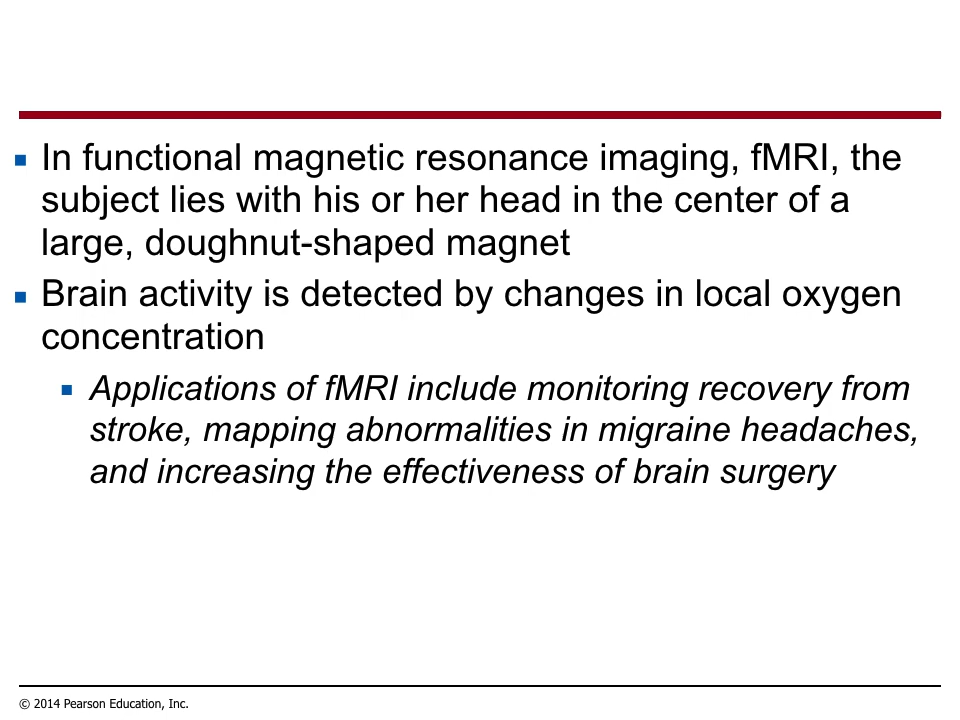 In functional magnetic resonance imaging, fMRI, the
subject lies with his or her head in the center of a
large, doughnut-shaped magnet
Brain activity is detected by changes in local oxygen
concentration
Applications of fMRI include monitoring recovery from
stroke, mapping abnormalities in migraine headaches,
and increasing the effectiveness of brain surgery
© 2014 Pearson Education, Inc.